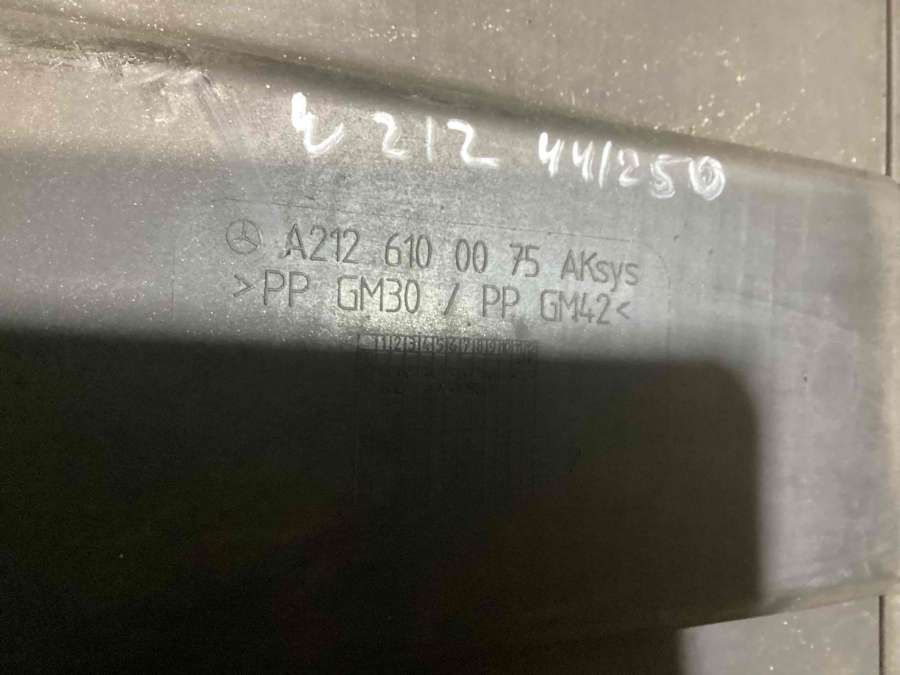 W 212 44/250
A212 610 00 75 AKsys
>PP GM30 / PP GM42<